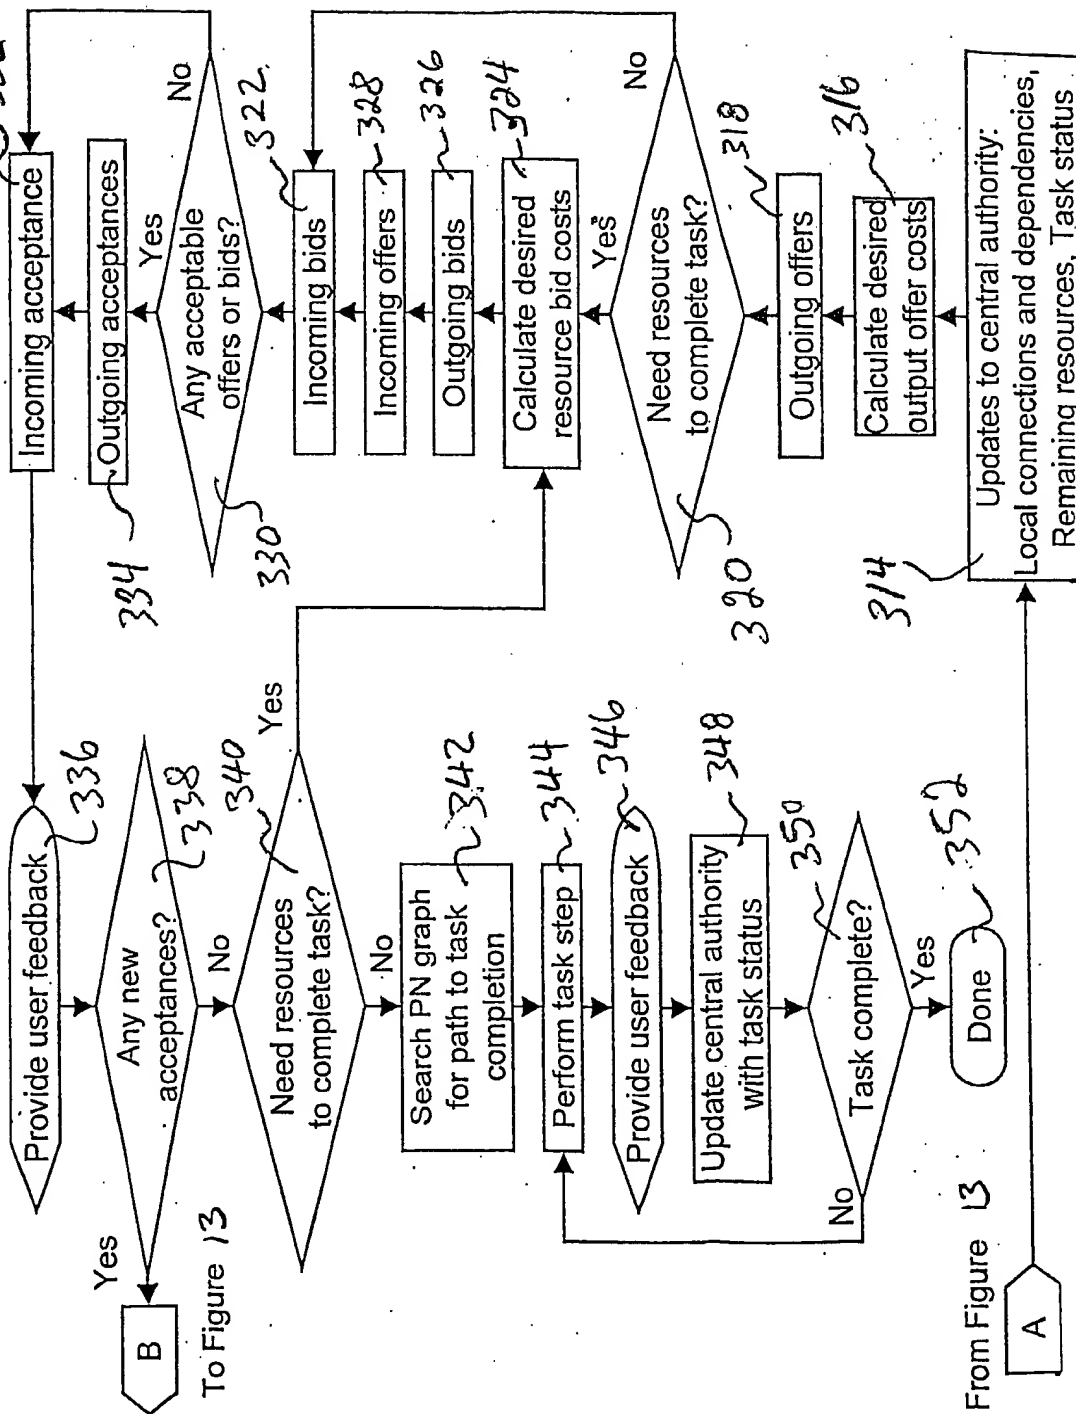 Incoming acceptance
Outgoing acceptances
334
Yes
No
Any acceptable
offers or bids?
330
322.
Incoming bids
Incoming offers
328
Outgoing bids
326
Calculate desired
resource bid costs
324
Yes
No
Need resources
to complete task?
320
318
Outgoing offers
Calculate desired
output offer costs
316
314
Updates to central authority:
Local connections and dependencies,
Remaining resources, Task status
Provide user feedback
336
Any new
acceptances?
338
Yes
No
B
To Figure 13
Need resources
to complete task?
340
Yes
No
Search PN graph
for path to task
completion
342
Perform task step
344
Provide user feedback
346
Update central authority
with task status
348
Task complete?
350
No
Yes
Done
352
From Figure 13
A